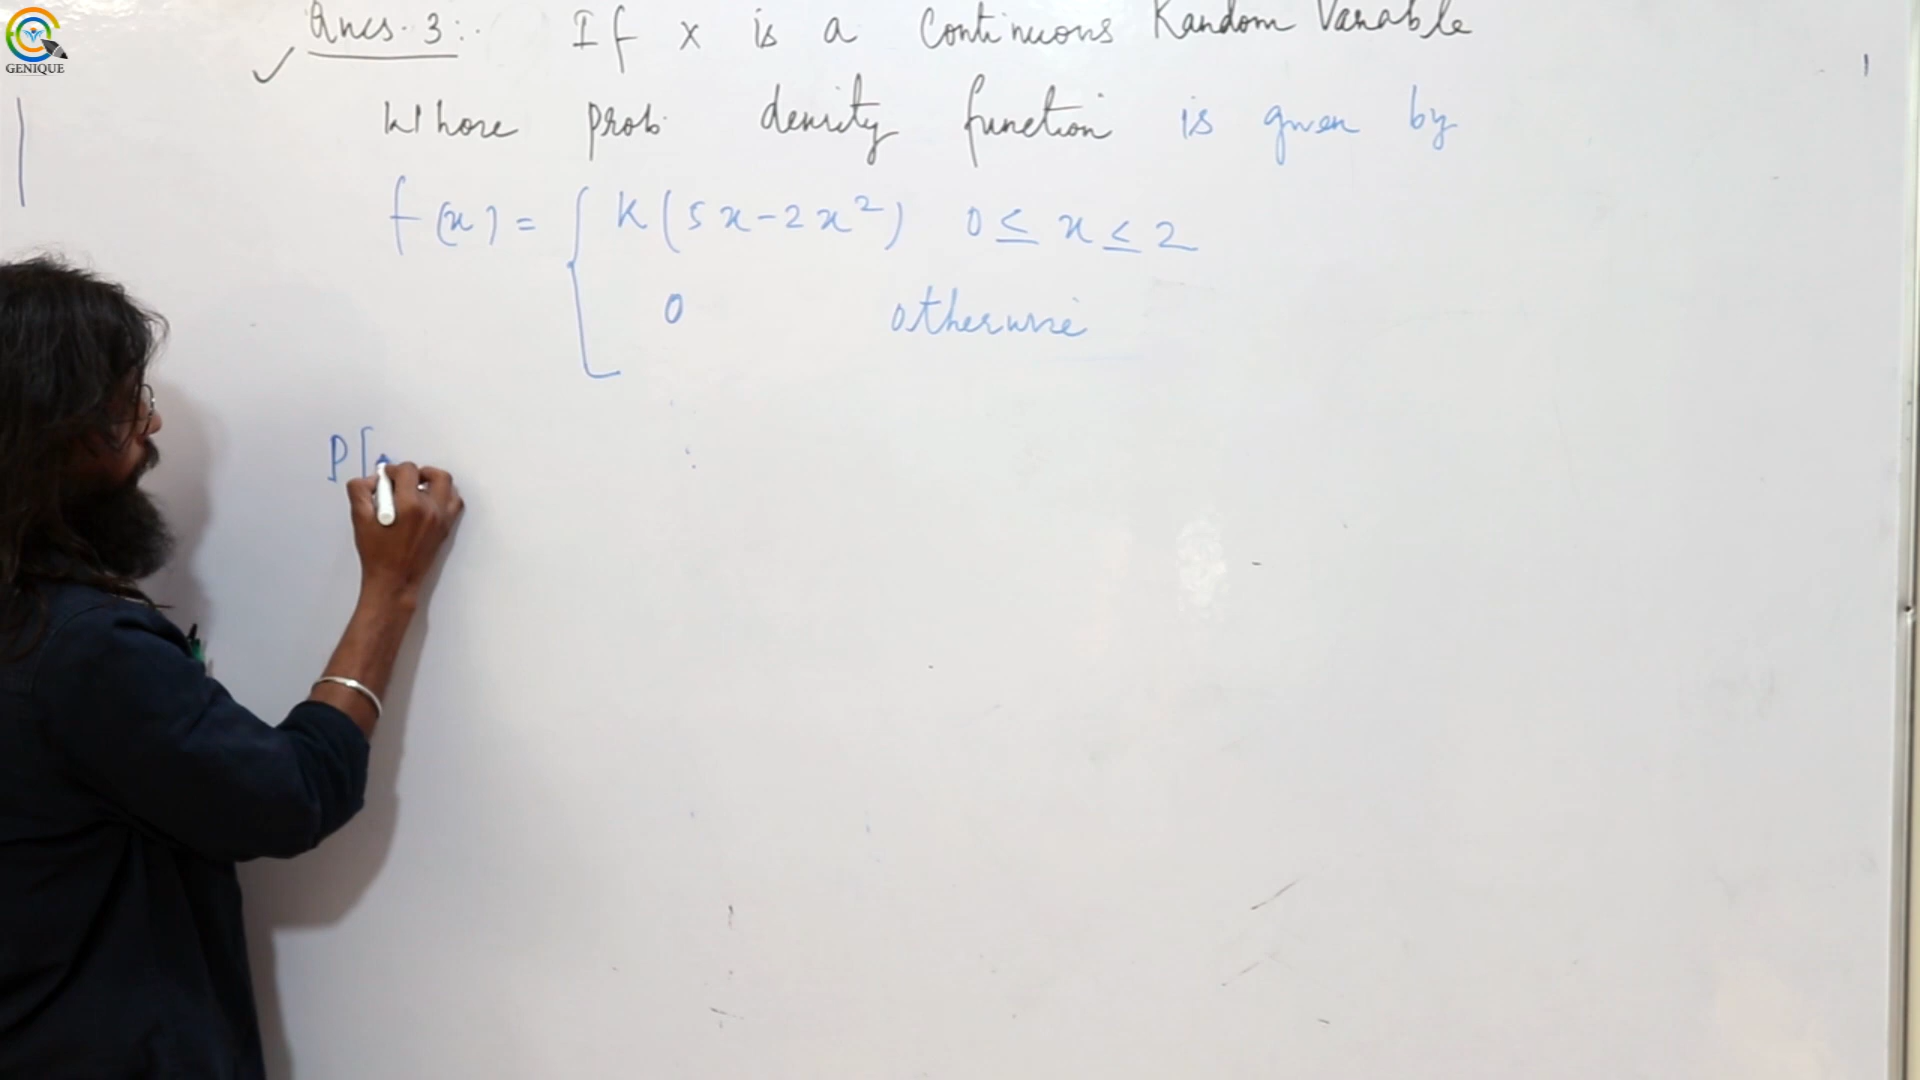 GENIQUE
Ques. 3:. If x is a Continuous Random Variable
Whose prob. density function is given by
f(x) = { K(5x-2x²) 0 ≤ x ≤ 2
0 otherwise
P[